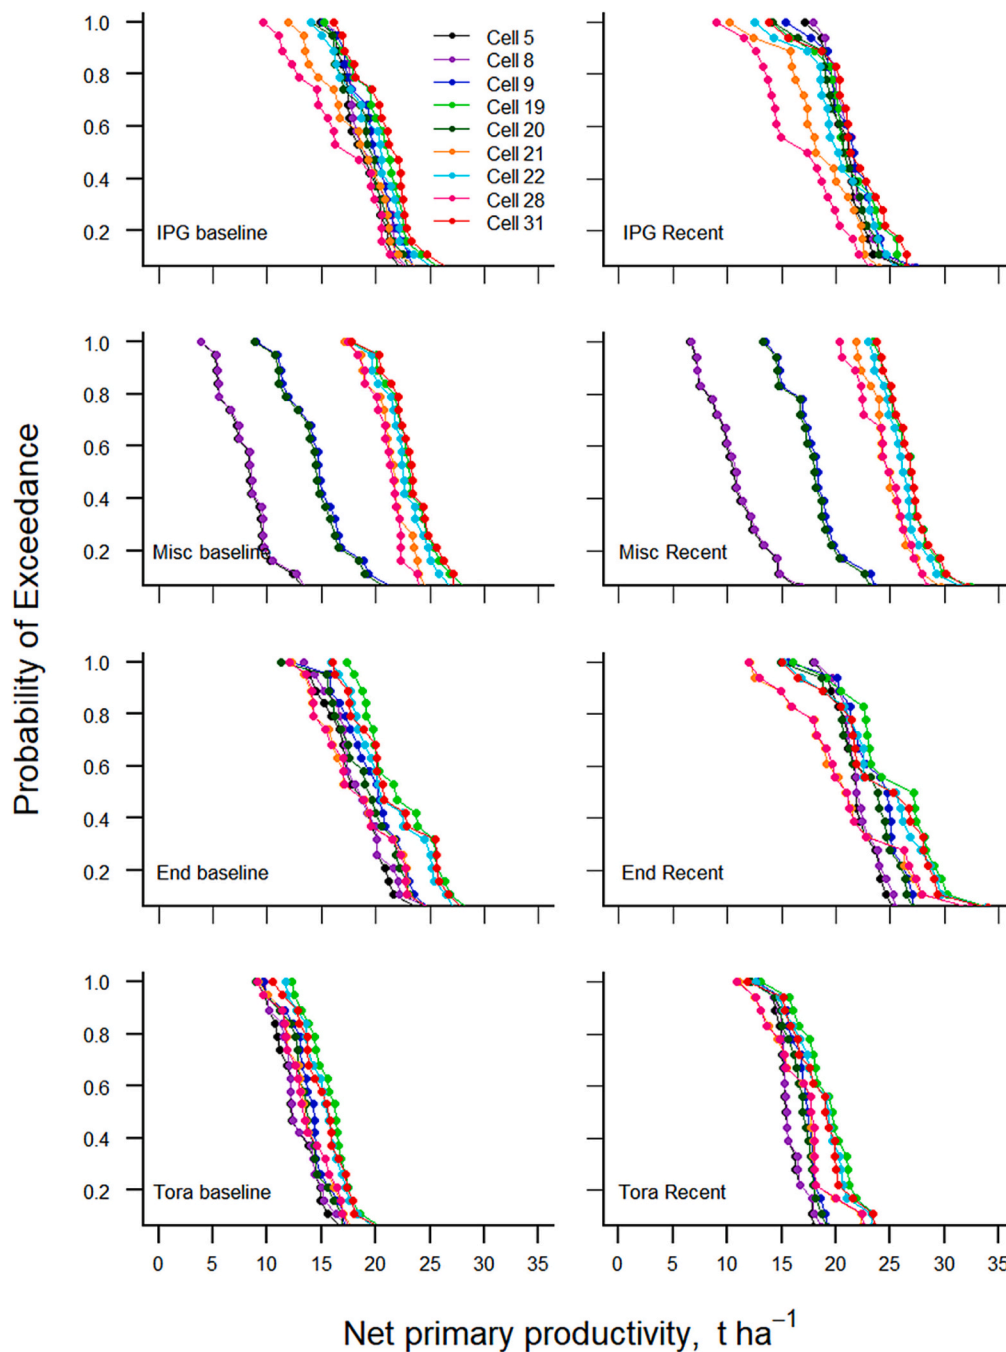 1.0
0.8
0.6
0.4
0.2
IPG baseline
Cell 5
Cell 8
Cell 9
Cell 19
Cell 20
Cell 21
Cell 22
Cell 28
Cell 31
IPG Recent
1.0
0.8
0.6
0.4
0.2
Misc baseline
Misc Recent
Probability of Exceedance
1.0
0.8
0.6
0.4
0.2
End baseline
End Recent
1.0
0.8
0.6
0.4
0.2
Tora baseline
Tora Recent
0 5 10 15 20 25 30 35
0 5 10 15 20 25 30 35
Net primary productivity, t ha⁻¹